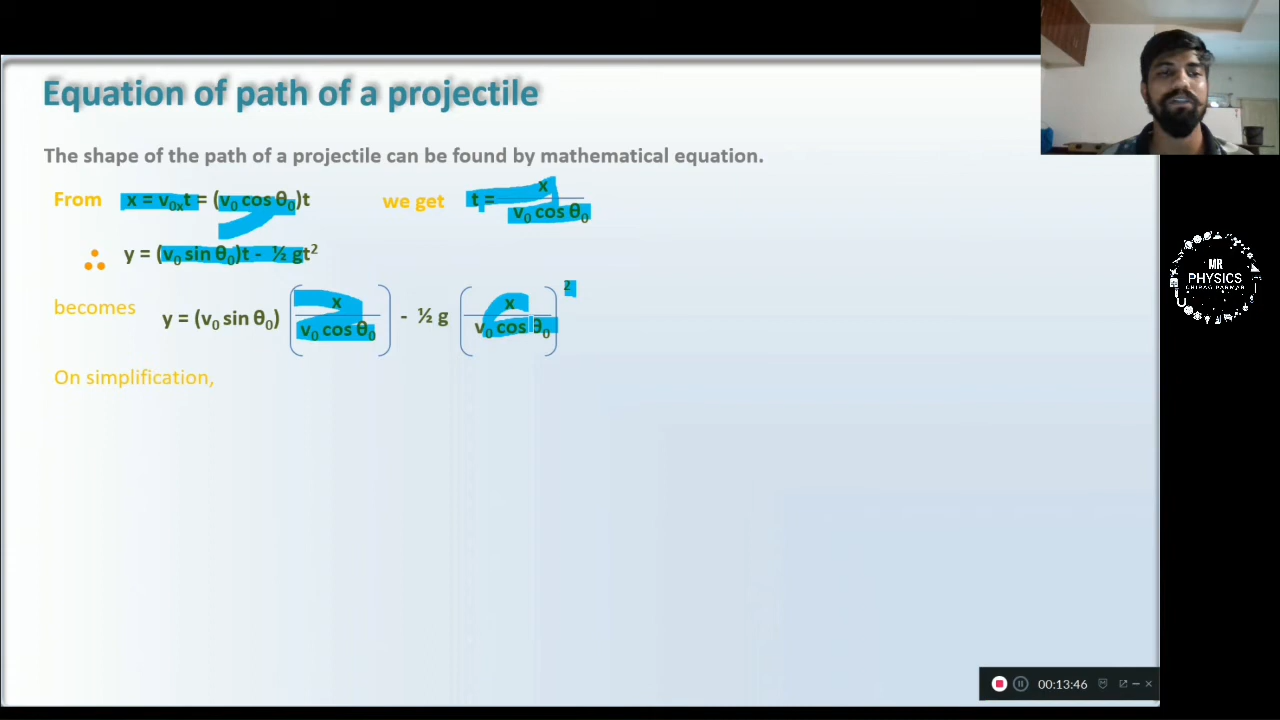 Equation of path of a projectile
The shape of the path of a projectile can be found by mathematical equation.
From x = v₀ₓt = (v₀ cos θ₀)t we get t = x / v₀ cos θ₀
∴ y = (v₀ sin θ₀)t - ½ gt²
becomes y = (v₀ sin θ₀) ( x / v₀ cos θ₀ ) - ½ g ( x / v₀ cos θ₀ )²
On simplification,
MR
PHYSICS
00:13:46